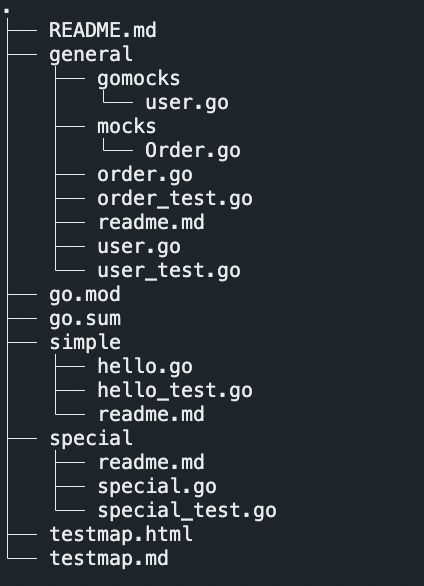 .
├── README.md
├── general
│   ├── gomocks
│   │   └── user.go
│   ├── mocks
│   │   └── Order.go
│   ├── order.go
│   ├── order_test.go
│   ├── readme.md
│   ├── user.go
│   └── user_test.go
├── go.mod
├── go.sum
├── simple
│   ├── hello.go
│   ├── hello_test.go
│   └── readme.md
├── special
│   ├── readme.md
│   ├── special.go
│   └── special_test.go
├── testmap.html
└── testmap.md